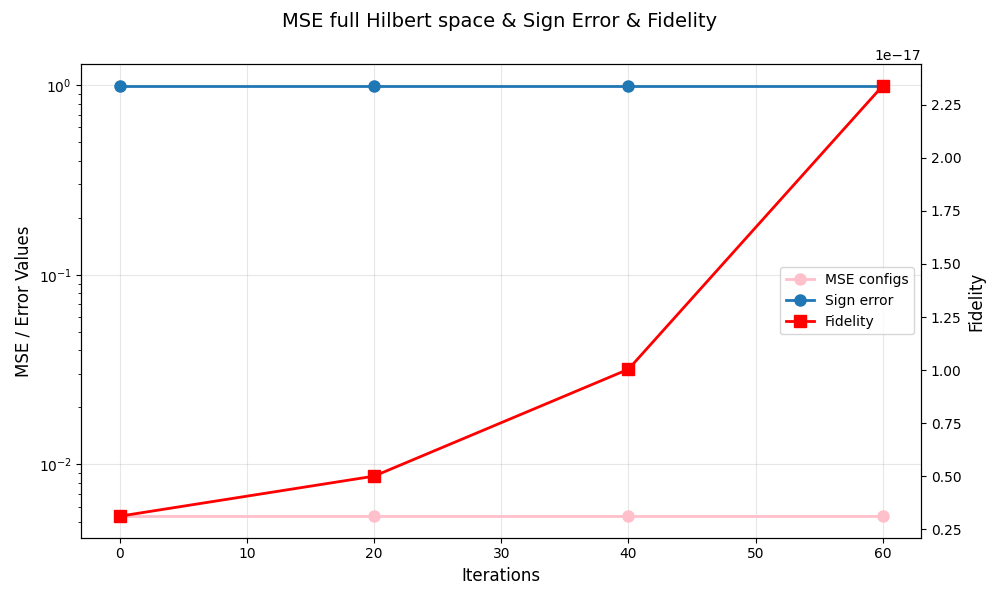 MSE full Hilbert space & Sign Error & Fidelity
1e−17
10⁰
10⁻¹
10⁻²
MSE / Error Values
2.25
2.00
1.75
1.50
1.25
1.00
0.75
0.50
0.25
Fidelity
MSE configs
Sign error
Fidelity
0 10 20 30 40 50 60
Iterations